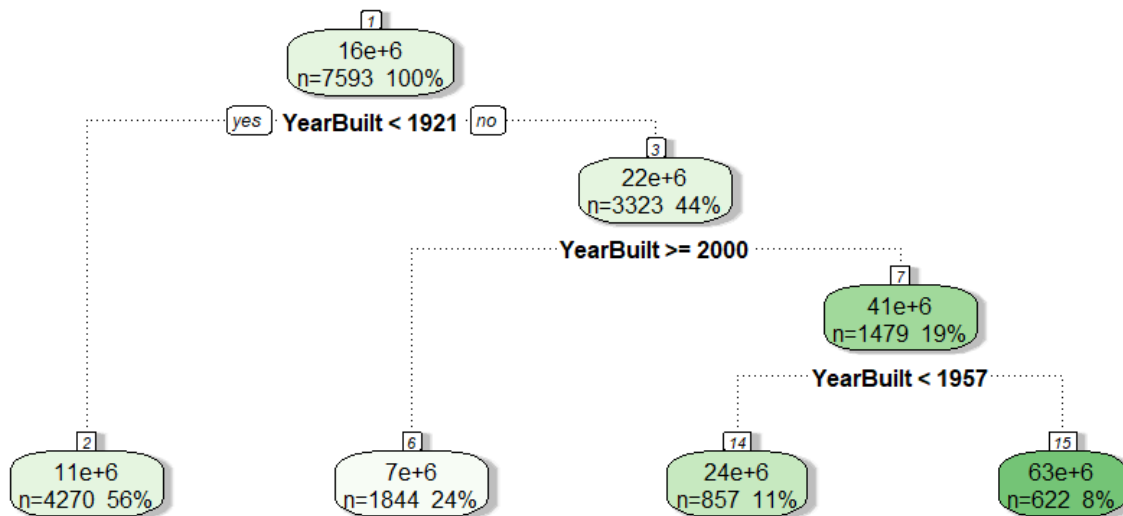 1
16e+6
n=7593 100%
yes YearBuilt < 1921 no
3
22e+6
n=3323 44%
YearBuilt >= 2000
7
41e+6
n=1479 19%
YearBuilt < 1957
2
11e+6
n=4270 56%
6
7e+6
n=1844 24%
14
24e+6
n=857 11%
15
63e+6
n=622 8%